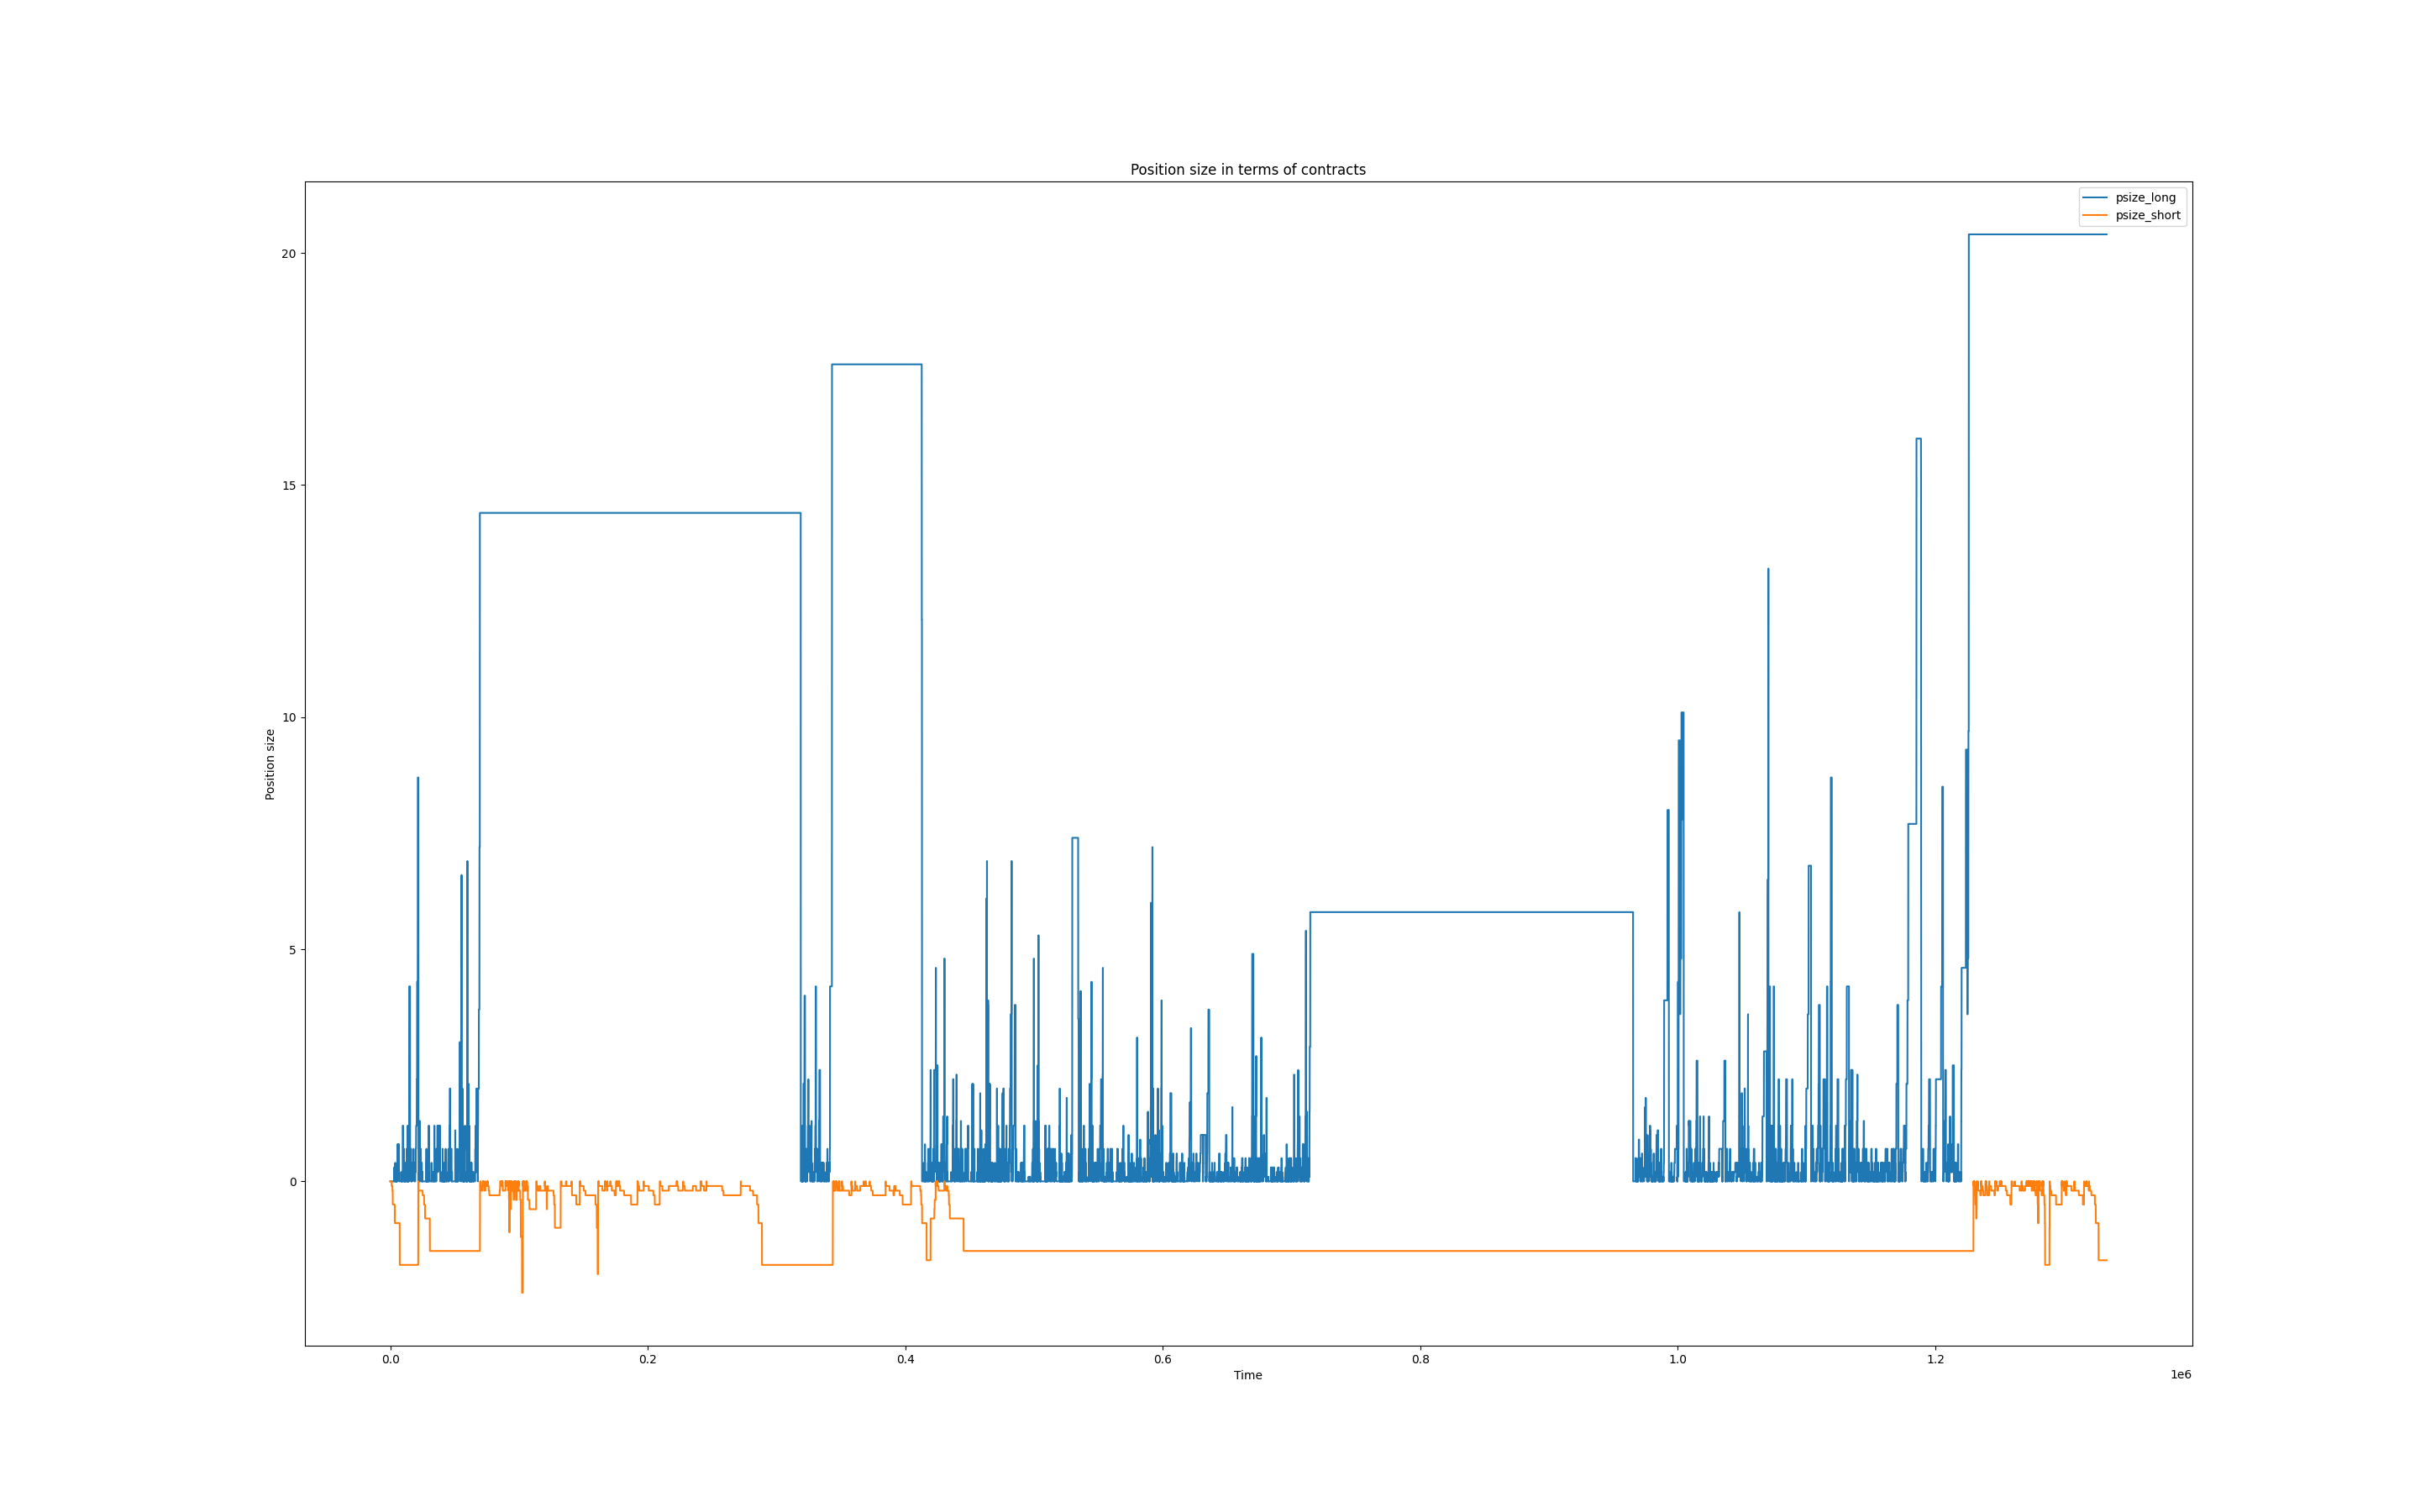 Position size in terms of contracts
psize_long
psize_short
20
15
10
5
0
Position size
0.0 0.2 0.4 0.6 0.8 1.0 1.2
1e6
Time